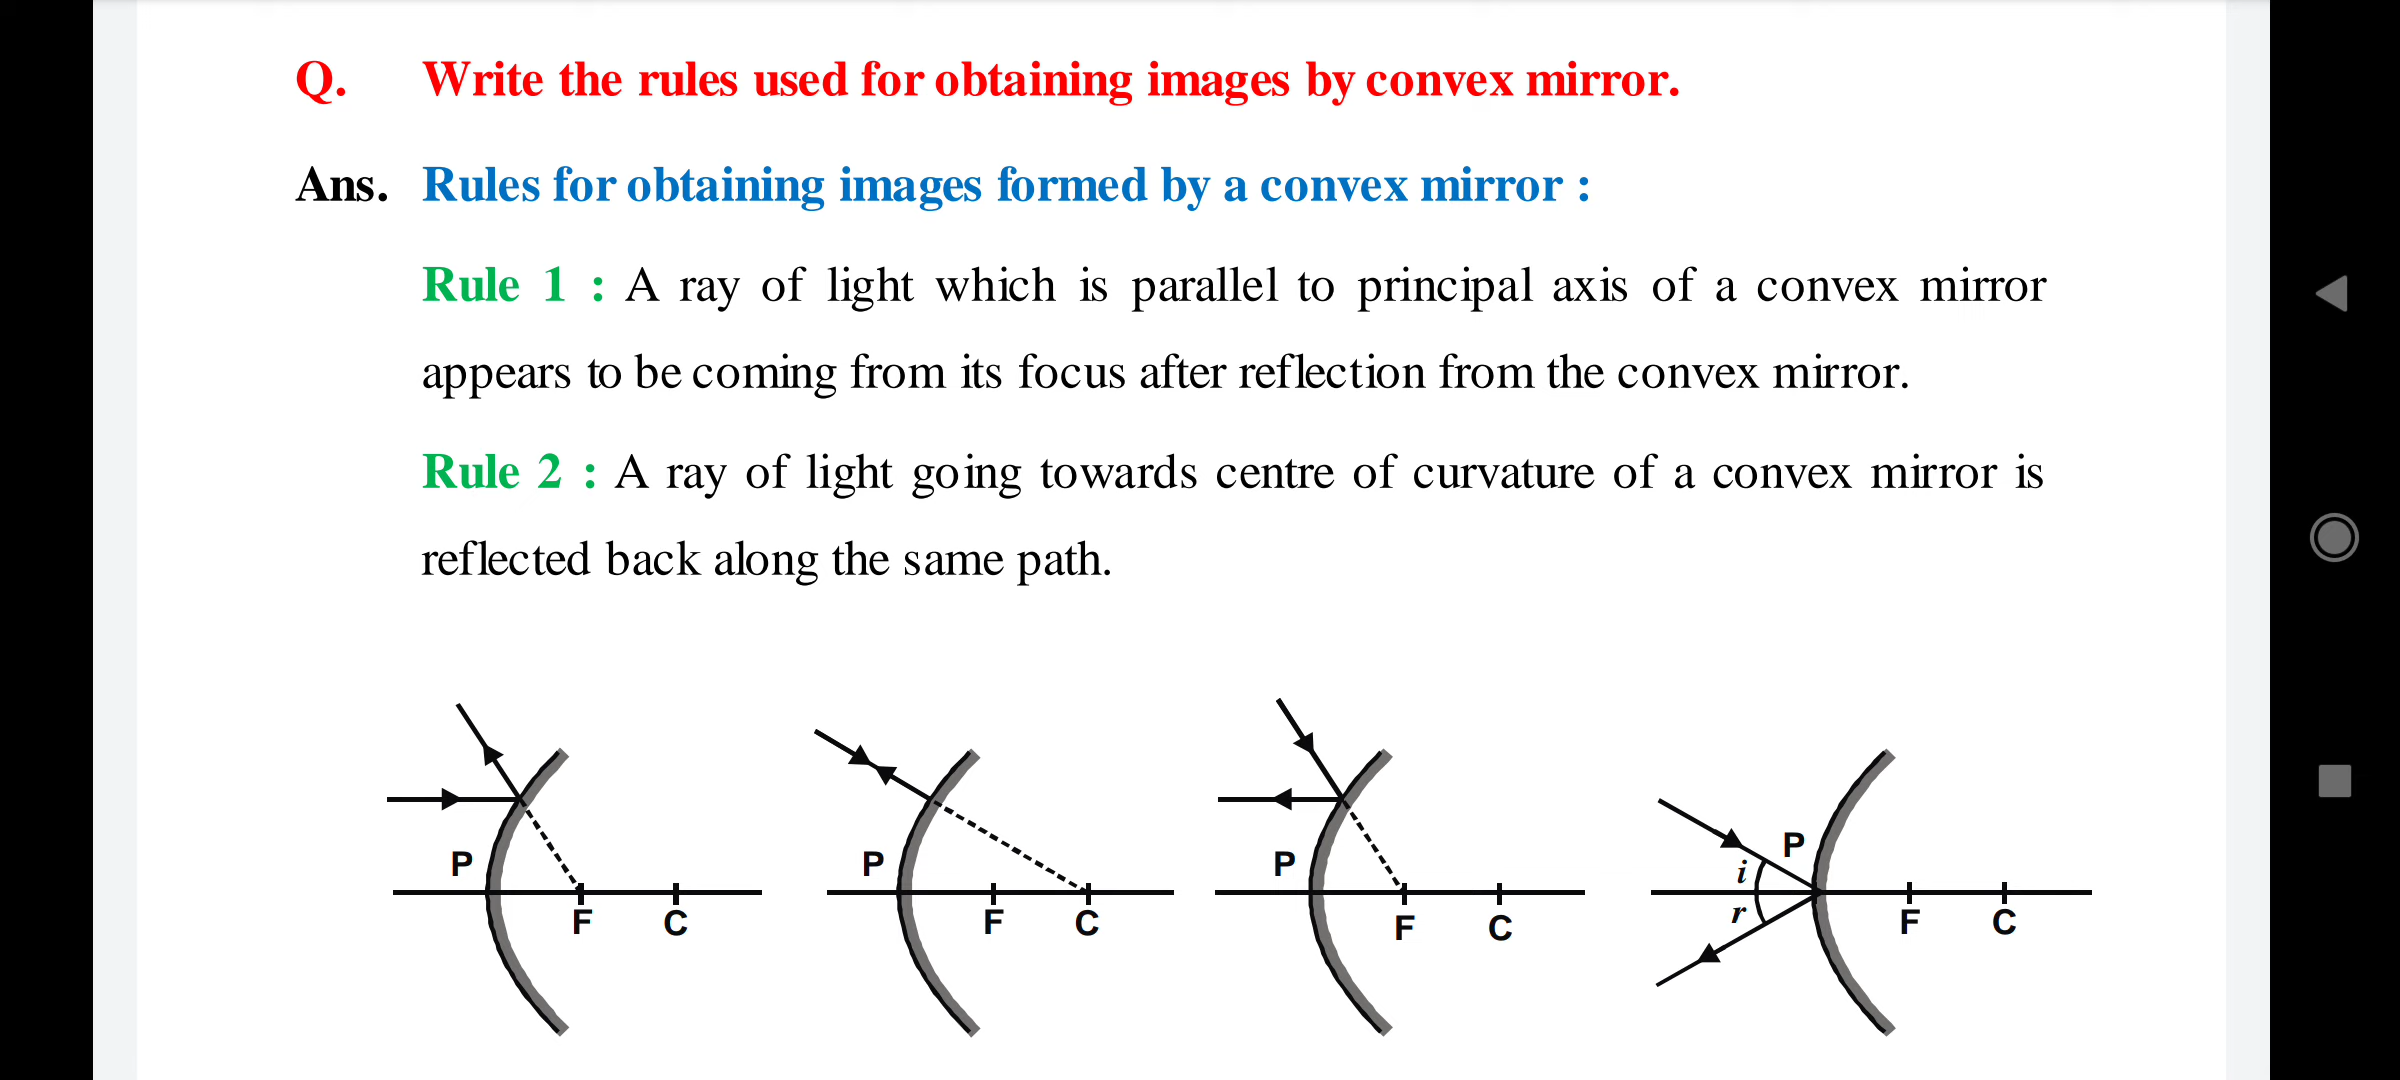 Q. Write the rules used for obtaining images by convex mirror.
Ans. Rules for obtaining images formed by a convex mirror :
Rule 1 : A ray of light which is parallel to principal axis of a convex mirror
appears to be coming from its focus after reflection from the convex mirror.
Rule 2 : A ray of light going towards centre of curvature of a convex mirror is
reflected back along the same path.
P F C
P F C
P F C
P i r F C